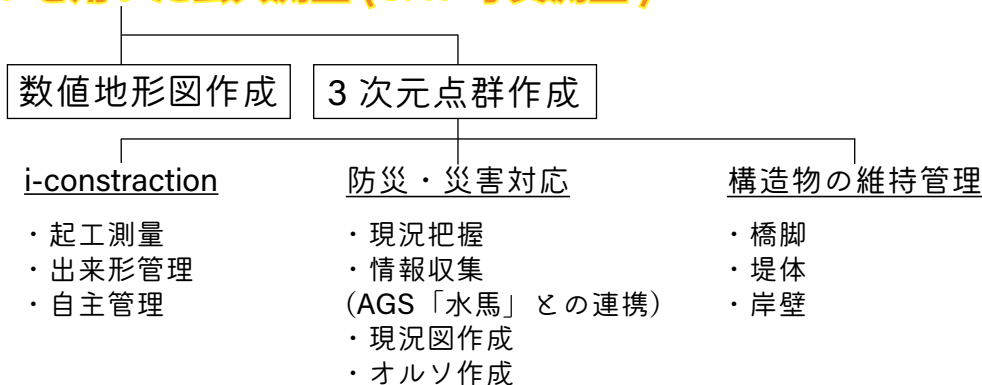 数値地形図作成
3次元点群作成
i-constraction
・起工測量
・出来形管理
・自主管理
防災・災害対応
・現況把握
・情報収集
(AGS「水馬」との連携)
・現況図作成
・オルソ作成
構造物の維持管理
・橋脚
・堤体
・岸壁